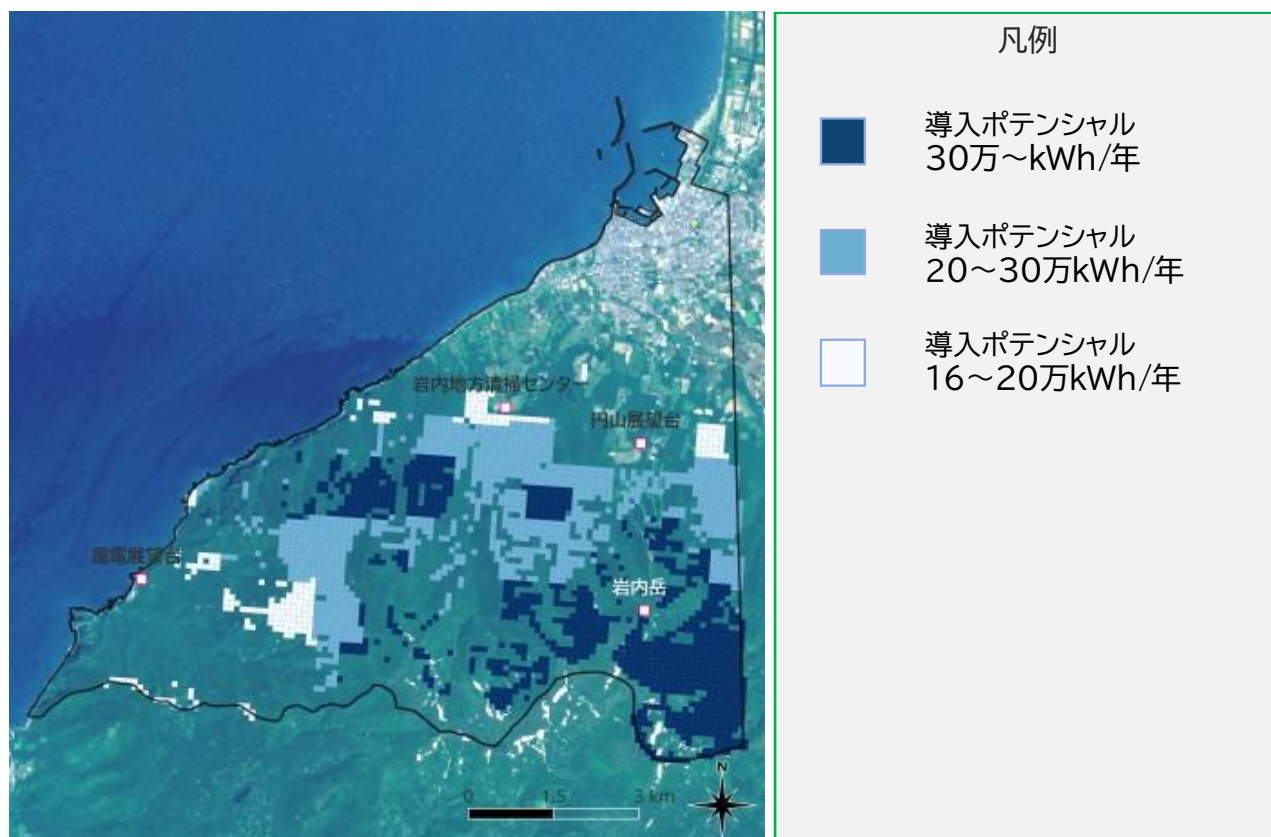 凡例
導入ポテンシャル
30万～kWh/年
導入ポテンシャル
20～30万kWh/年
導入ポテンシャル
16～20万kWh/年
岩内地方清掃センター
円山展望台
雷電展望台
岩内岳
0 1.5 3 km
N